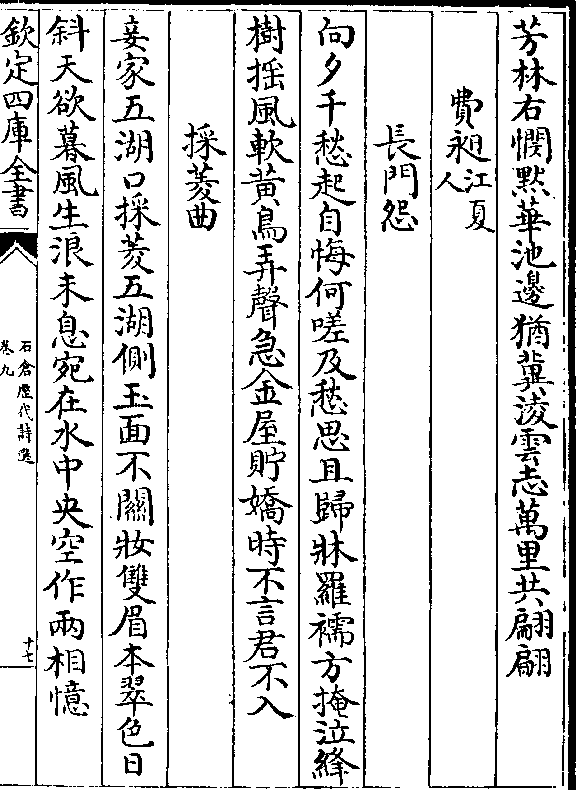 芳林右憫黙華池邊猶冀淩雲志萬里共翩翩
費昶江夏人
長門怨
向夕千愁起自悔何嗟及愁思且歸牀羅襦方掩泣絳
樹揺風軟黃鳥弄聲急金屋貯嬌時不言君不入
採菱曲
妾家五湖口採菱五湖側玉面不關妝雙眉本翠色日
斜天欲暮風生浪未息宛在水中央空作兩相憶
欽定四庫全書
石倉歴代詩選
卷九
十七